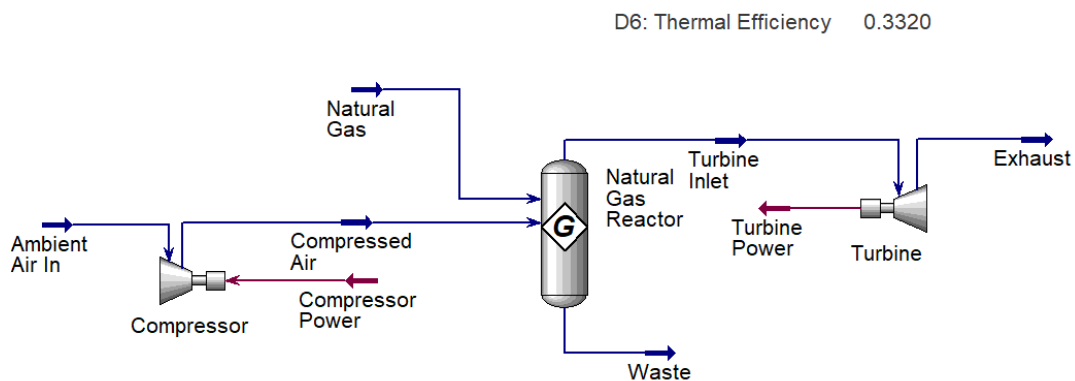 D6: Thermal Efficiency 0.3320
Natural
Gas
Turbine
Inlet
Exhaust
Natural
Gas
Reactor
G
Turbine
Power
Turbine
Ambient
Air In
Compressed
Air
Compressor
Power
Compressor
Waste